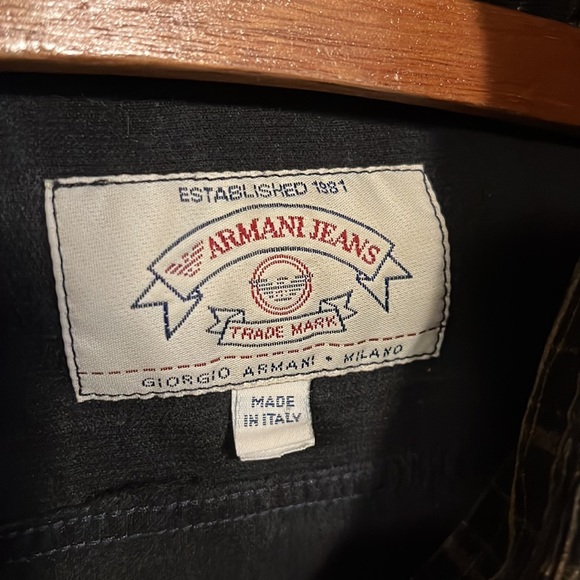 ESTABLISHED 1981
ARMANI JEANS
TRADE MARK
GIORGIO ARMANI • MILANO
MADE
IN ITALY